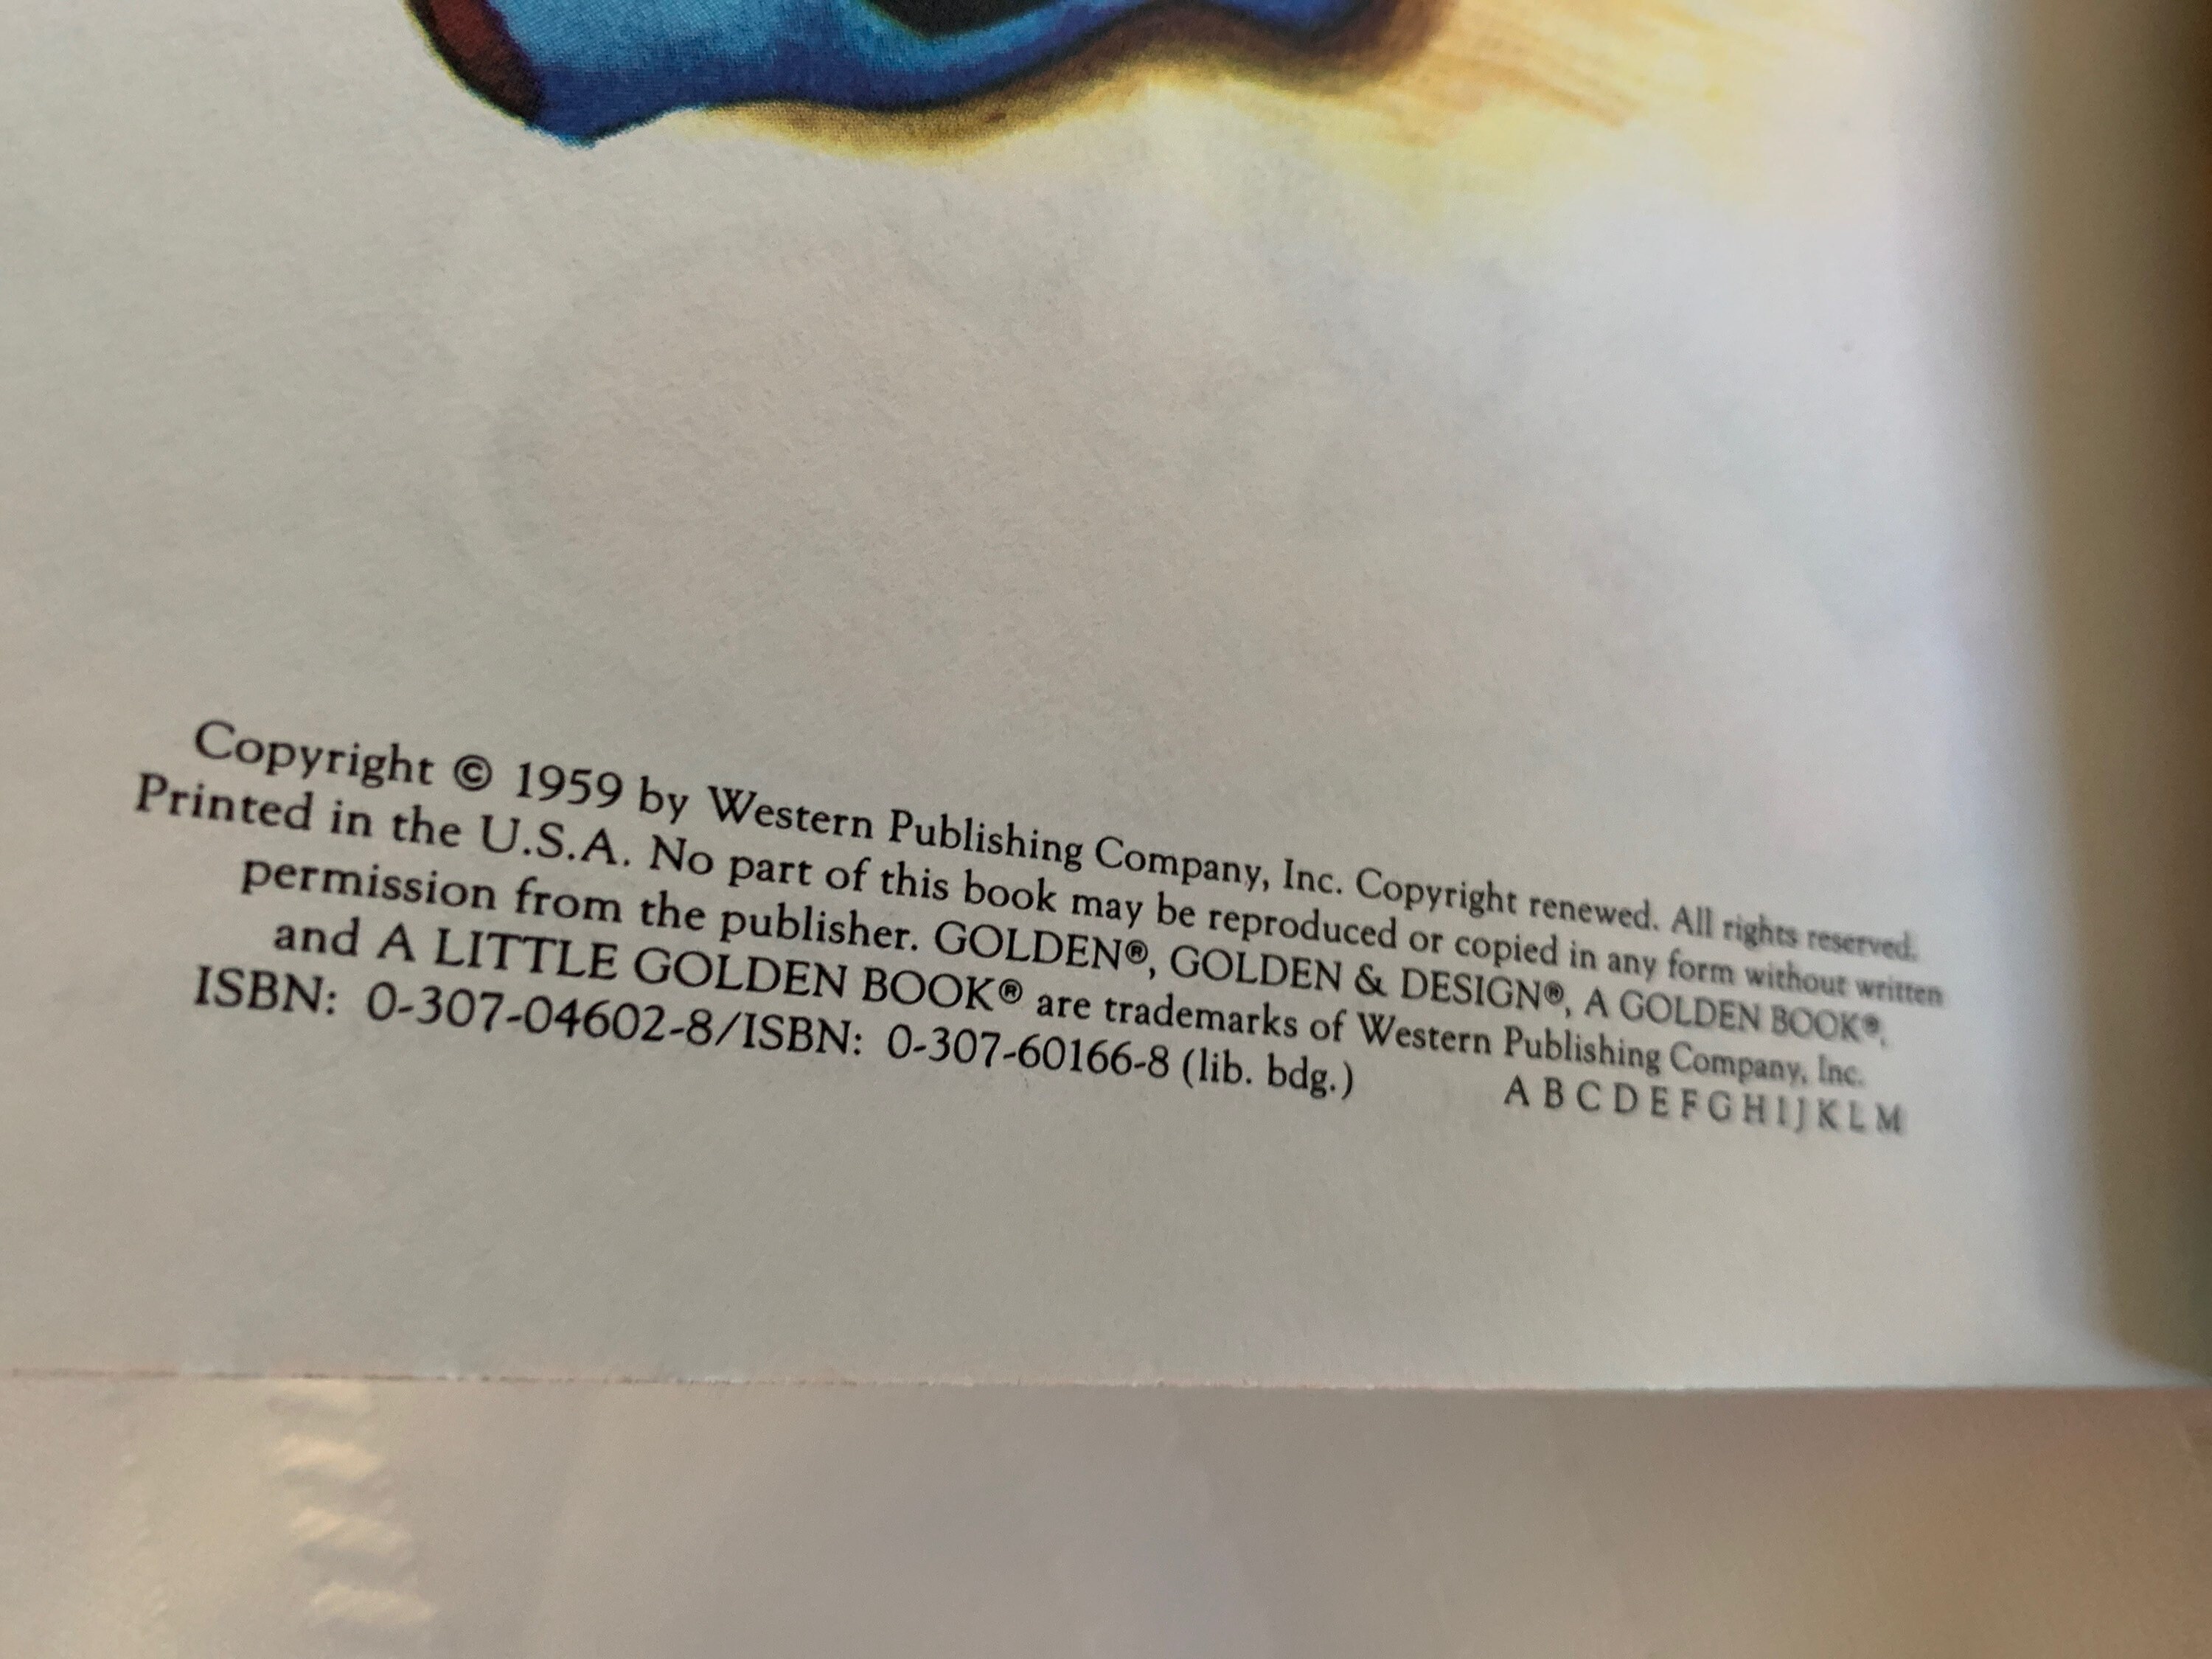 Copyright © 1959 by Western Publishing Company, Inc. Copyright renewed. All rights reserved.
Printed in the U.S.A. No part of this book may be reproduced or copied in any form without written
permission from the publisher. GOLDEN®, GOLDEN & DESIGN®, A GOLDEN BOOK®,
and A LITTLE GOLDEN BOOK® are trademarks of Western Publishing Company, Inc.
ISBN: 0-307-04602-8/ISBN: 0-307-60166-8 (lib. bdg.) A B C D E F G H I J K L M